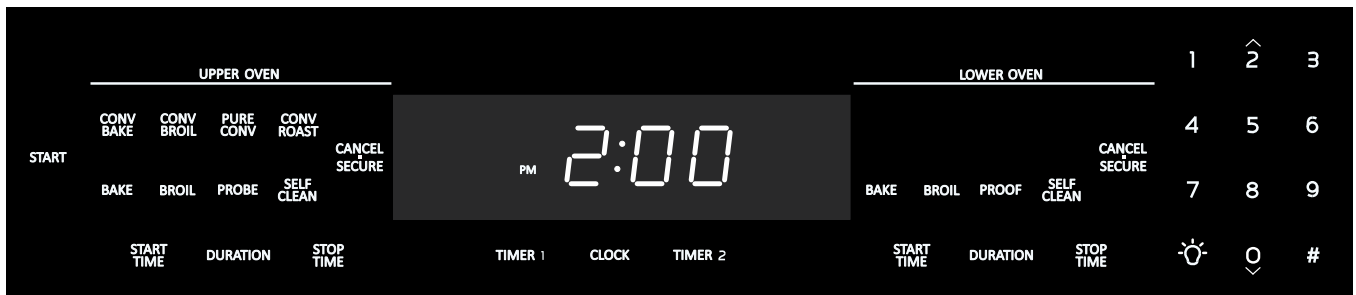 UPPER OVEN
LOWER OVEN
1 2 3
CONV BAKE
CONV BROIL
PURE CONV
CONV ROAST
4 5 6
START
CANCEL
SECURE
PM 2:00
CANCEL
SECURE
BAKE BROIL PROBE SELF CLEAN
BAKE BROIL PROOF SELF CLEAN
7 8 9
START TIME
DURATION
STOP TIME
TIMER 1 CLOCK TIMER 2
START TIME
DURATION
STOP TIME
0 #